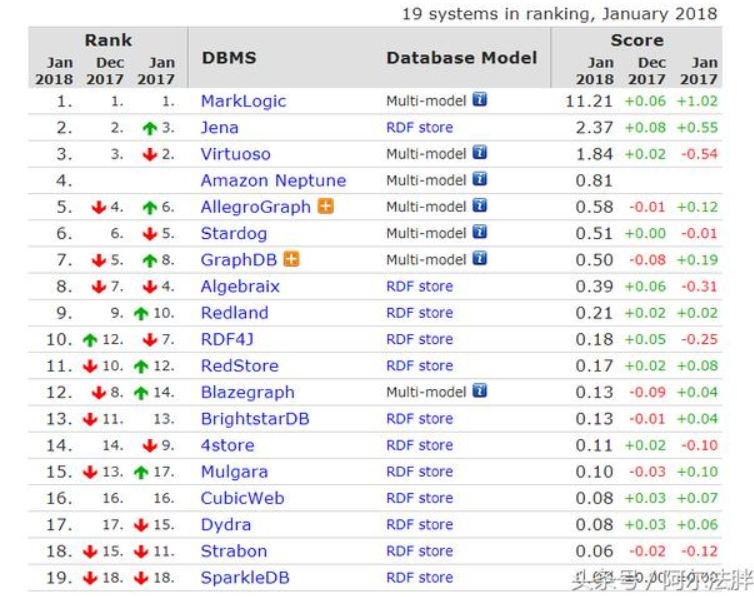 19 systems in ranking, January 2018
Rank Score
Jan Dec Jan DBMS Database Model Jan Dec Jan
2018 2017 2017 2018 2017 2017
1. 1. 1. MarkLogic Multi-model i 11.21 +0.06 +1.02
2. 2. 3. Jena RDF store 2.37 +0.08 +0.55
3. 3. 2. Virtuoso Multi-model i 1.84 +0.02 -0.54
4. Amazon Neptune Multi-model i 0.81
5. 4. 6. AllegroGraph + Multi-model i 0.58 -0.01 +0.12
6. 6. 5. Stardog Multi-model i 0.51 +0.00 -0.01
7. 5. 8. GraphDB + Multi-model i 0.50 -0.08 +0.19
8. 7. 4. Algebraix RDF store 0.39 +0.06 -0.31
9. 9. 10. Redland RDF store 0.21 +0.02 +0.02
10. 12. 7. RDF4J RDF store 0.18 +0.05 -0.25
11. 10. 12. RedStore RDF store 0.17 +0.02 +0.08
12. 8. 14. Blazegraph Multi-model i 0.13 -0.09 +0.04
13. 11. 13. BrightstarDB RDF store 0.13 -0.01 +0.04
14. 14. 9. 4store RDF store 0.11 +0.02 -0.10
15. 13. 17. Mulgara RDF store 0.10 -0.03 +0.10
16. 16. 16. CubicWeb RDF store 0.08 +0.03 +0.07
17. 17. 15. Dydra RDF store 0.08 +0.03 +0.06
18. 15. 11. Strabon RDF store 0.06 -0.02 -0.12
19. 18. 18. SparkleDB RDF store
头条号/阿尔法胖